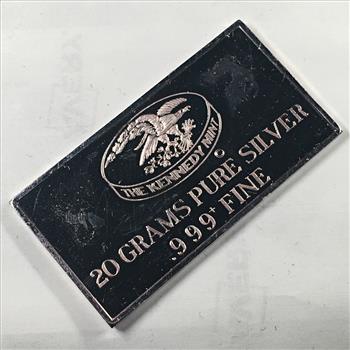 THE KENNEDY MINT
20 GRAMS PURE SILVER
.999+ FINE